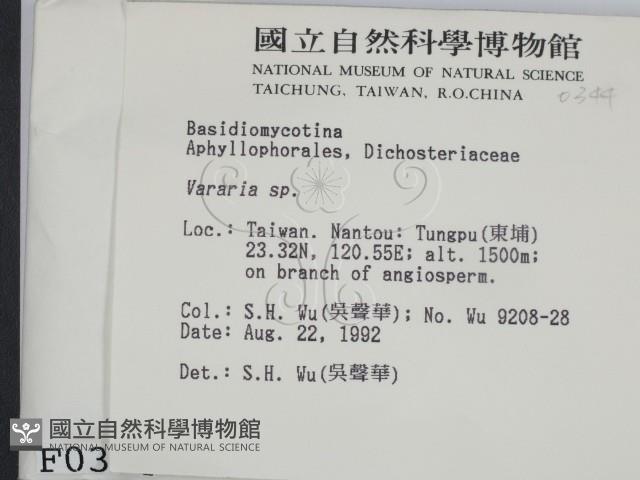 國立自然科學博物館
NATIONAL MUSEUM OF NATURAL SCIENCE
TAICHUNG, TAIWAN, R.O.CHINA
0344
Basidiomycotina
Aphyllophorales, Dichosteriaceae
Vararia sp.
Loc.: Taiwan. Nantou: Tungpu(東埔)
23.32N, 120.55E; alt. 1500m;
on branch of angiosperm.
Col.: S.H. Wu(吳聲華); No. Wu 9208-28
Date: Aug. 22, 1992
Det.: S.H. Wu(吳聲華)
國立自然科學博物館
NATIONAL MUSEUM OF NATURAL SCIENCE
F03